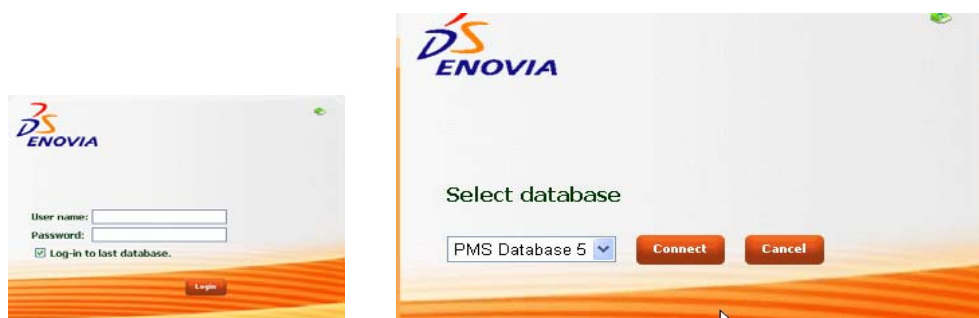 DS
ENOVIA
User name:
Password:
Log-in to last database.
Login
DS
ENOVIA
Select database
PMS Database 5
Connect
Cancel